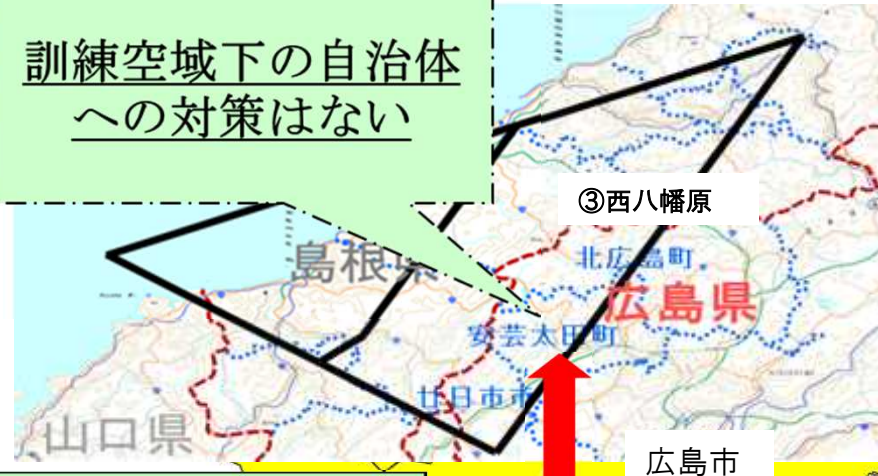 訓練空域下の自治体
への対策はない
③西八幡原
島根県
北広島町
広島県
安芸太田町
廿日市市
山口県
広島市